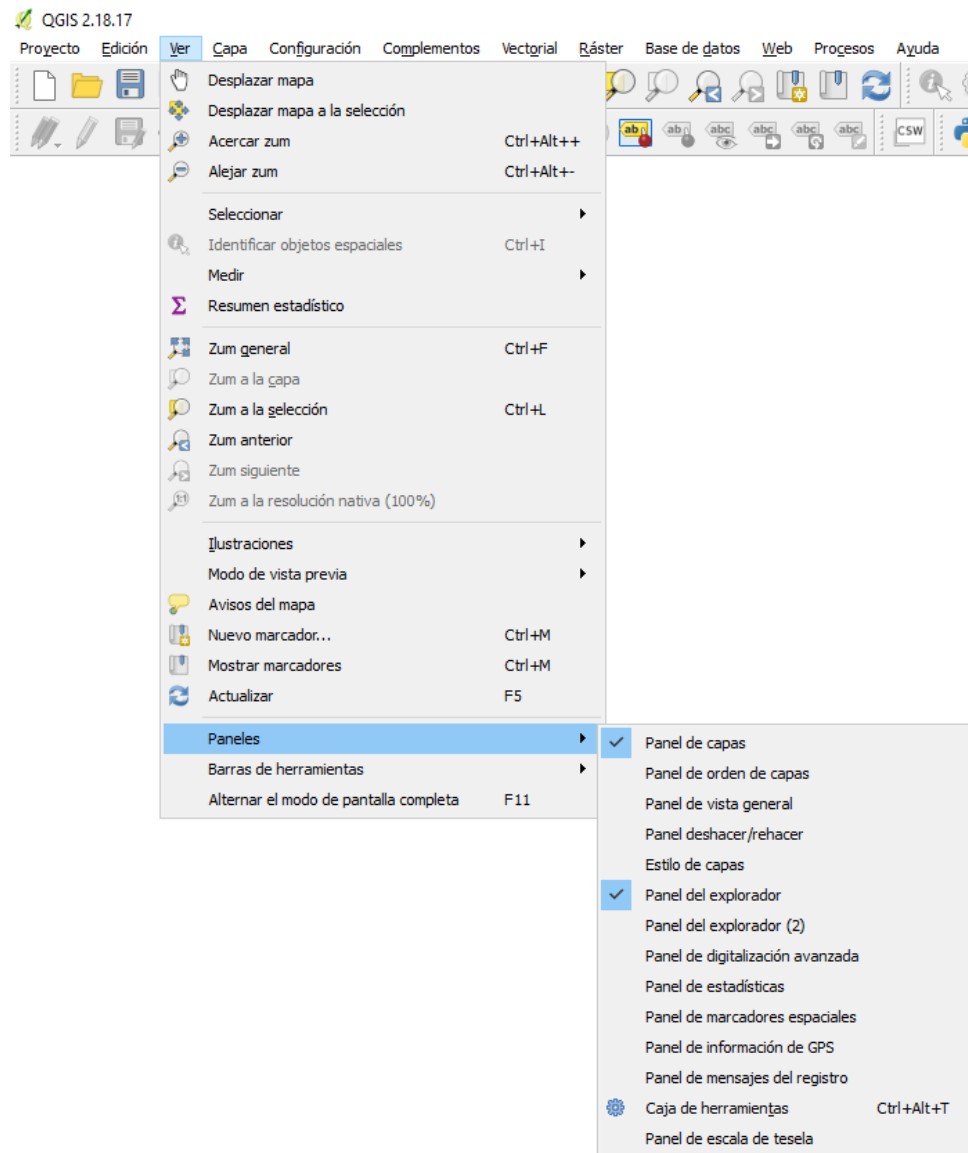 QGIS 2.18.17
Proyecto Edición Ver Capa Configuración Complementos Vectorial Ráster Base de datos Web Procesos Ayuda
abc abc abc abc abc csw
Desplazar mapa
Desplazar mapa a la selección
Acercar zum Ctrl+Alt++
Alejar zum Ctrl+Alt+-
Seleccionar
Identificar objetos espaciales Ctrl+I
Medir
Resumen estadístico
Zum general Ctrl+F
Zum a la capa
Zum a la selección Ctrl+L
Zum anterior
Zum siguiente
Zum a la resolución nativa (100%)
Ilustraciones
Modo de vista previa
Avisos del mapa
Nuevo marcador... Ctrl+M
Mostrar marcadores Ctrl+M
Actualizar F5
Paneles
Barras de herramientas
Alternar el modo de pantalla completa F11
Panel de capas
Panel de orden de capas
Panel de vista general
Panel deshacer/rehacer
Estilo de capas
Panel del explorador
Panel del explorador (2)
Panel de digitalización avanzada
Panel de estadísticas
Panel de marcadores espaciales
Panel de información de GPS
Panel de mensajes del registro
Caja de herramientas Ctrl+Alt+T
Panel de escala de tesela